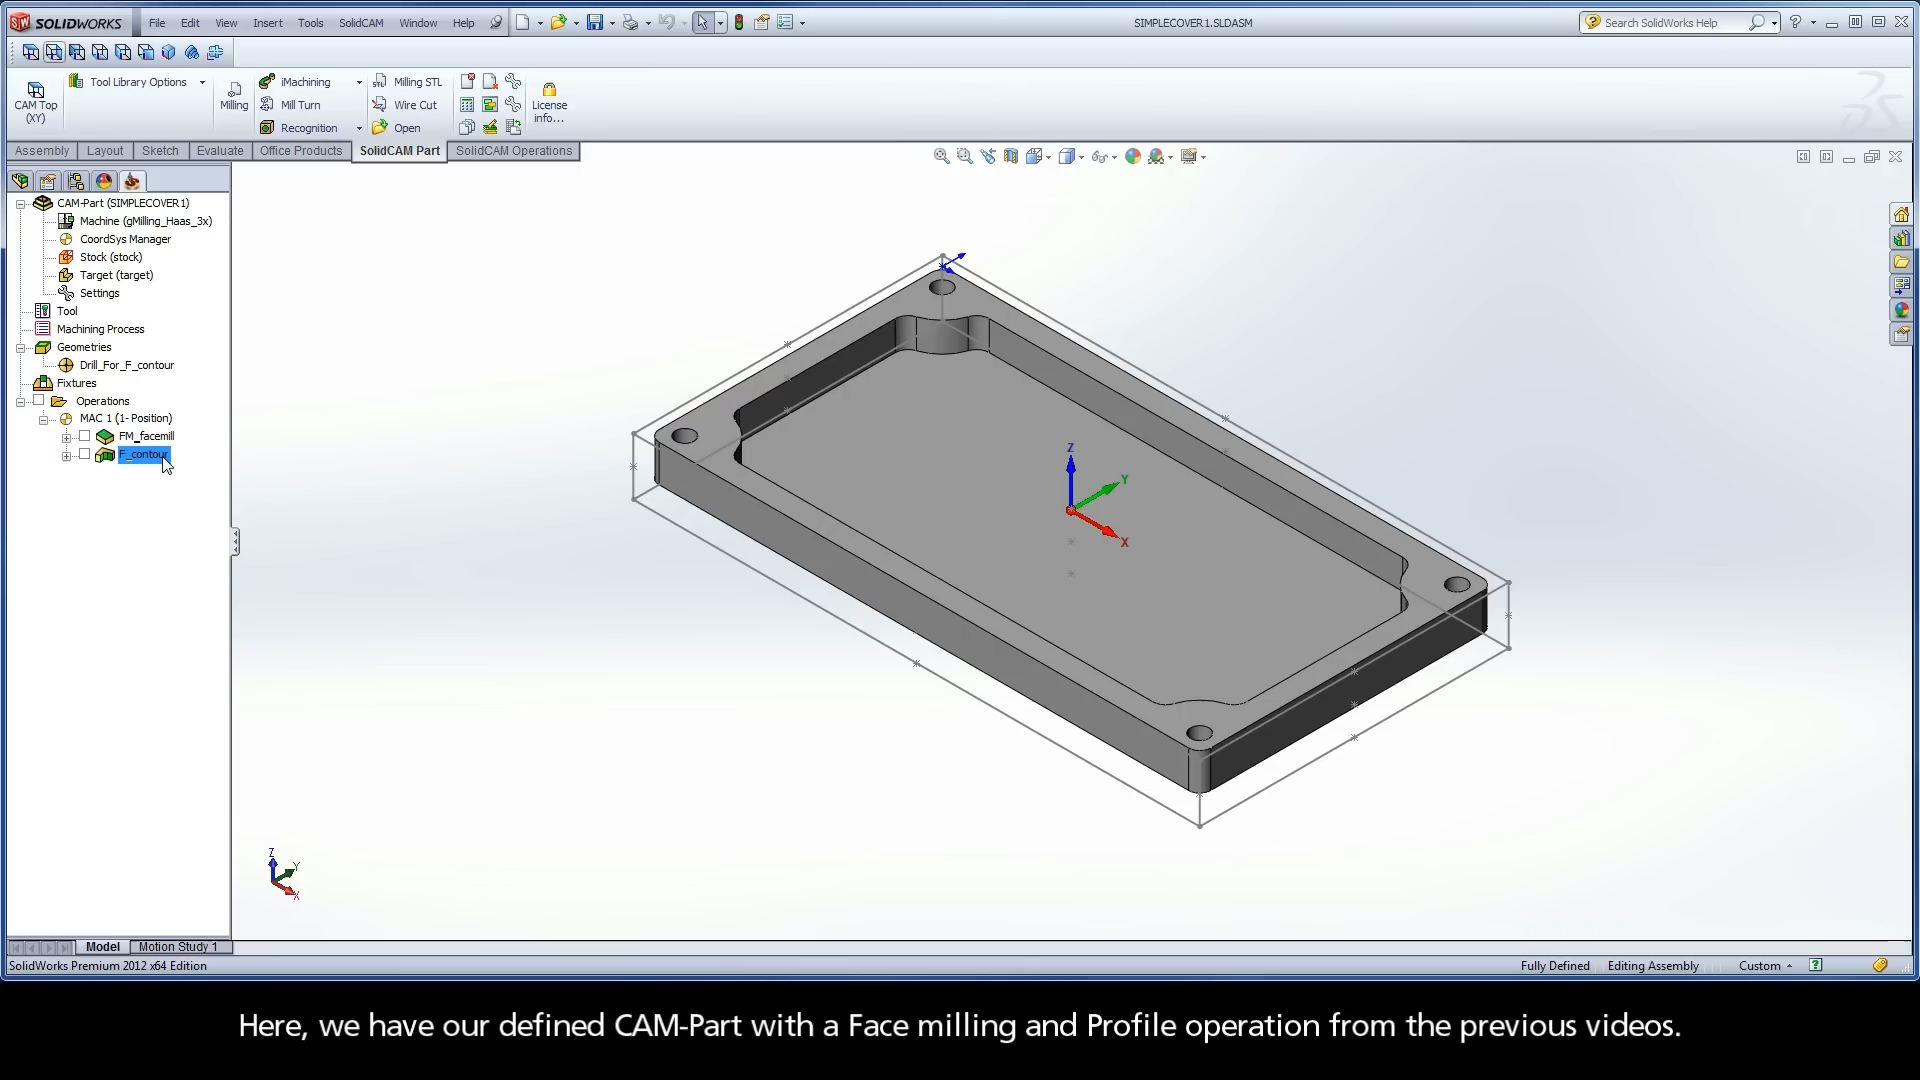 SOLIDWORKS File Edit View Insert Tools SolidCAM Window Help SIMPLECOVER1.SLDASM Search SolidWorks Help
CAM Top (XY)
Tool Library Options
Milling
iMachining
Mill Turn
Recognition
Milling STL
Wire Cut
Open
License info...
Assembly Layout Sketch Evaluate Office Products SolidCAM Part SolidCAM Operations
CAM-Part (SIMPLECOVER1)
Machine (gMilling_Haas_3x)
CoordSys Manager
Stock (stock)
Target (target)
Settings
Tool
Machining Process
Geometries
Drill_For_F_contour
Fixtures
Operations
MAC 1 (1- Position)
FM_facemill
F_contour
Z
Y
X
Z
Y
X
Model Motion Study 1
SolidWorks Premium 2012 x64 Edition Fully Defined Editing Assembly Custom
Here, we have our defined CAM-Part with a Face milling and Profile operation from the previous videos.